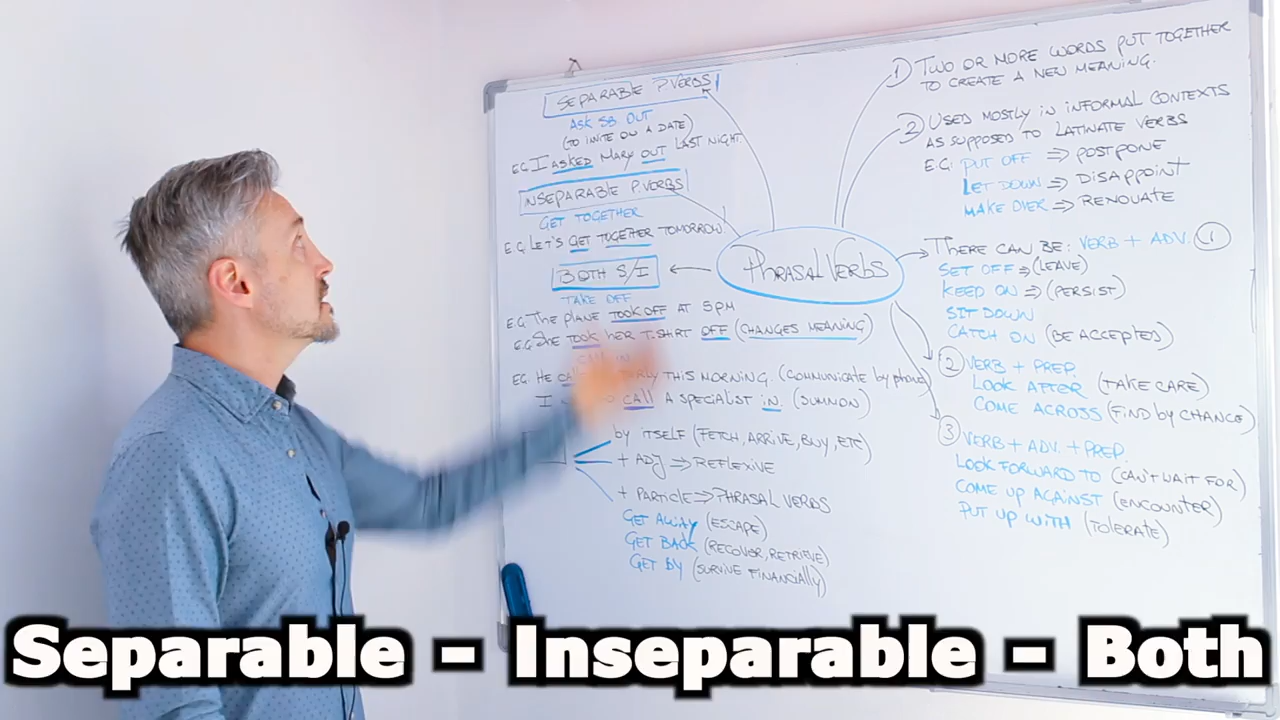 SEPARABLE P.VERBS
ASK SB. OUT
(TO INVITE ON A DATE)
E.G. I ASKED MARY OUT LAST NIGHT.
INSEPARABLE P.VERBS
GET TOGETHER
E.G. LET'S GET TOGETHER TOMORROW!
BOTH S/I
TAKE OFF
E.G. THE PLANE TOOK OFF AT 5PM
E.G. SHE TOOK HER T-SHIRT OFF (CHANGES MEANING)
CALL IN
EG. HE THIS MORNING. (COMMUNICATE BY phone)
I CALL A SPECIALIST IN. (SUMMON)
by ITSELF (FETCH, ARRIVE, BUY, ETC)
+ ADJ => REFLEXIVE
+ PARTICLE => PHRASAL VERBS
GET AWAY (ESCAPE)
GET BACK (RECOVER, RETRIEVE)
GET BY (SURVIVE FINANCIALLY)
PHRASAL VERBS
1) TWO OR MORE WORDS PUT TOGETHER
TO CREATE A NEW MEANING.
2) USED MOSTLY IN INFORMAL CONTEXTS
AS SUPPOSED TO LATINATE VERBS
E.G: PUT OFF => POSTPONE
LET DOWN => DISAPPOINT
MAKE OVER => RENOVATE
THERE CAN BE: VERB + ADV. 1
SET OFF => (LEAVE)
KEED ON => (PERSIST)
SIT DOWN
CATCH ON (BE ACCEPTED)
2 VERB + PREP.
LOOK AFTER (TAKE CARE)
COME ACROSS (FIND BY CHANCE)
3 VERB + ADV. + PREP.
LOOK FORWARD TO (CAN'T WAIT FOR)
COME UP AGAINST (ENCOUNTER)
PUT UP WITH (TOLERATE)
Separable - Inseparable - Both